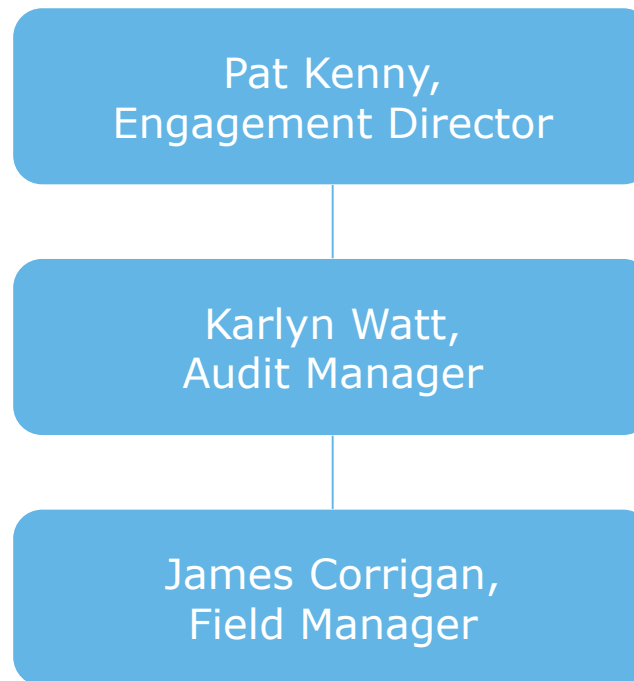 Pat Kenny,
Engagement Director
Karlyn Watt,
Audit Manager
James Corrigan,
Field Manager